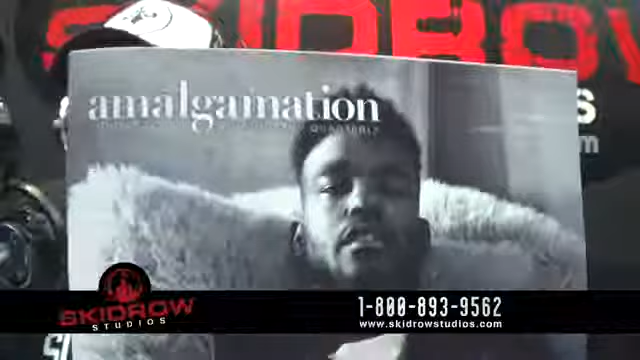 SKIDROW
S
m
amalgamation
QUARTERLY
SKIDROW
STUDIOS
1-800-893-9562
www.skidrowstudios.com